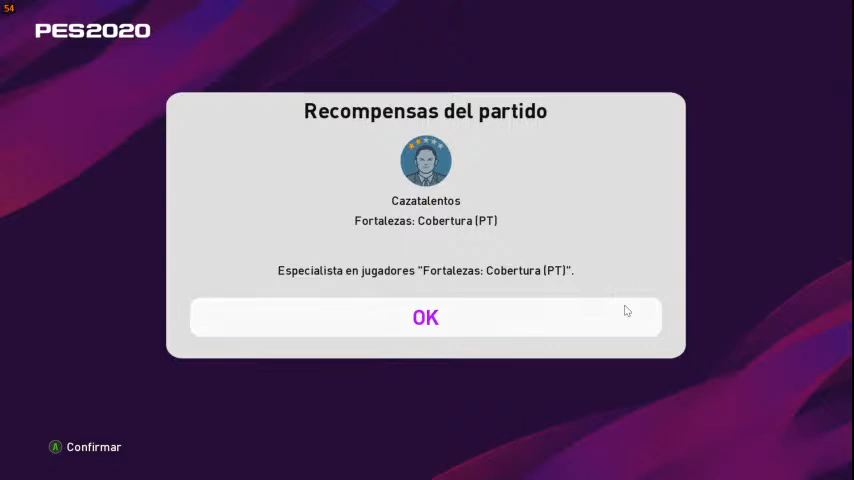 54
PES2020
Recompensas del partido
Cazatalentos
Fortalezas: Cobertura (PT)
Especialista en jugadores "Fortalezas: Cobertura (PT)".
OK
A Confirmar